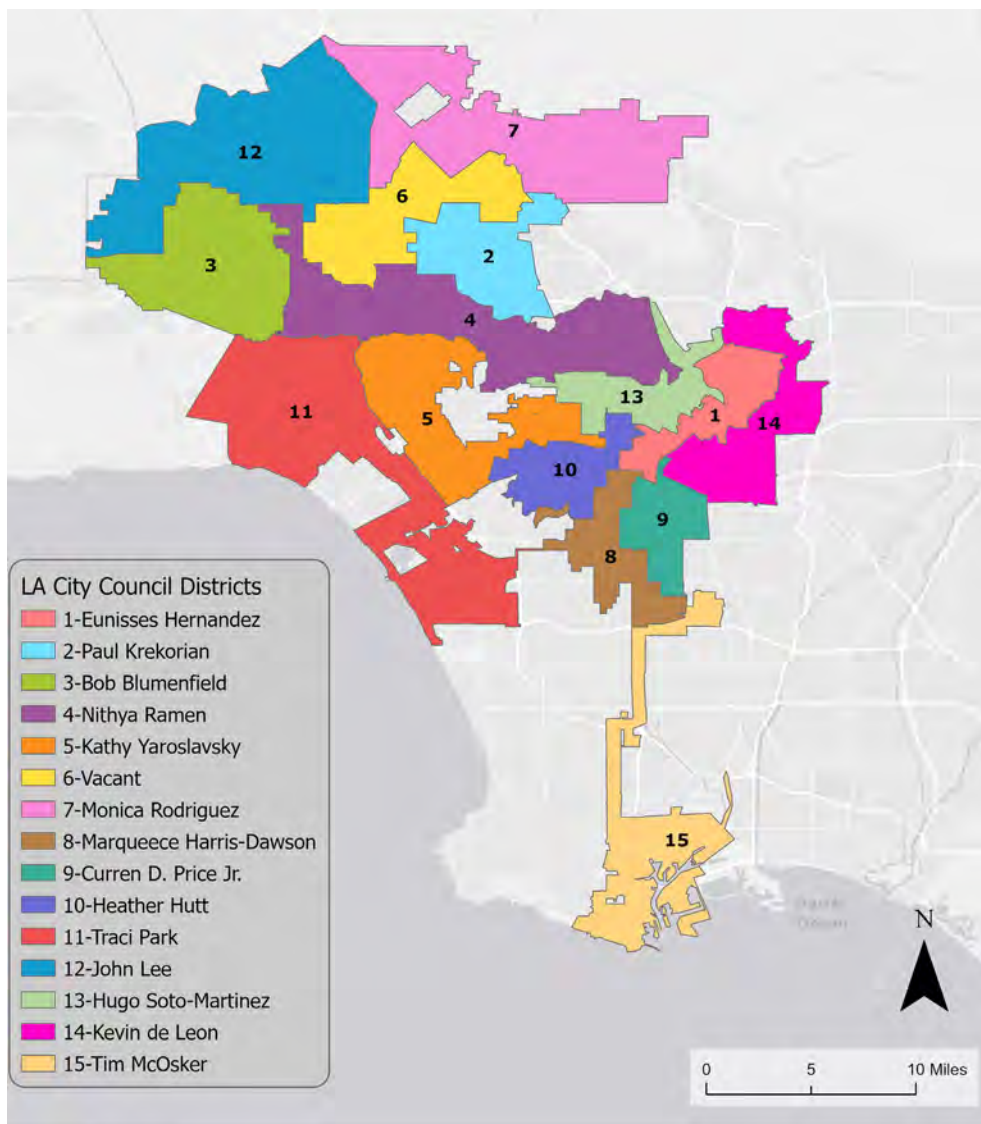 7
12
6
2
3
4
13
11
5
1
14
10
9
8
LA City Council Districts
1-Eunisses Hernandez
2-Paul Krekorian
3-Bob Blumenfield
4-Nithya Ramen
5-Kathy Yaroslavsky
6-Vacant
7-Monica Rodriguez
8-Marqueece Harris-Dawson
9-Curren D. Price Jr.
10-Heather Hutt
11-Traci Park
12-John Lee
13-Hugo Soto-Martinez
14-Kevin de Leon
15-Tim McOsker
15
N
0 5 10 Miles